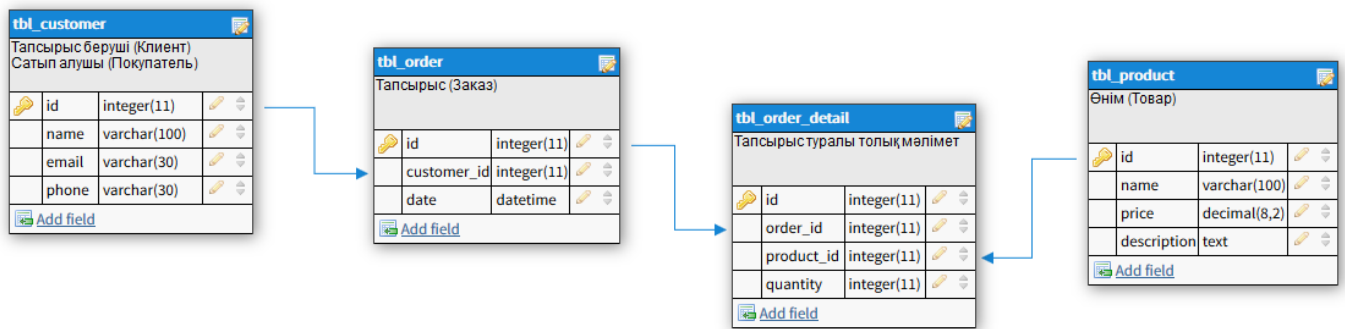 tbl_customer
Тапсырыс беруші (Клиент)
Сатып алушы (Покупатель)
id integer(11)
name varchar(100)
email varchar(30)
phone varchar(30)
Add field
tbl_order
Тапсырыс (Заказ)
id integer(11)
customer_id integer(11)
date datetime
Add field
tbl_order_detail
Тапсырыс туралы толық мәлімет
id integer(11)
order_id integer(11)
product_id integer(11)
quantity integer(11)
Add field
tbl_product
Өнім (Товар)
id integer(11)
name varchar(100)
price decimal(8,2)
description text
Add field